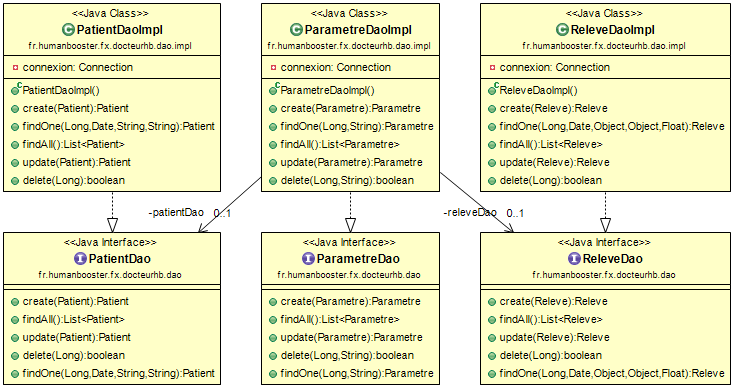 <<Java Class>>
PatientDaoImpl
fr.humanbooster.fx.docteurhb.dao.impl
connexion: Connection
PatientDaoImpl()
create(Patient):Patient
findOne(Long,Date,String,String):Patient
findAll():List<Patient>
update(Patient):Patient
delete(Long):boolean
<<Java Class>>
ParametreDaoImpl
fr.humanbooster.fx.docteurhb.dao.impl
connexion: Connection
ParametreDaoImpl()
create(Parametre):Parametre
findOne(Long,String):Parametre
findAll():List<Parametre>
update(Parametre):Parametre
delete(Long,String):boolean
<<Java Class>>
ReleveDaoImpl
fr.humanbooster.fx.docteurhb.dao.impl
connexion: Connection
ReleveDaoImpl()
create(Releve):Releve
findOne(Long,Date,Object,Object,Float):Releve
findAll():List<Releve>
update(Releve):Releve
delete(Long):boolean
-patientDao 0..1
-releveDao 0..1
<<Java Interface>>
PatientDao
fr.humanbooster.fx.docteurhb.dao
create(Patient):Patient
findAll():List<Patient>
update(Patient):Patient
delete(Long):boolean
findOne(Long,Date,String,String):Patient
<<Java Interface>>
ParametreDao
fr.humanbooster.fx.docteurhb.dao
create(Parametre):Parametre
findAll():List<Parametre>
update(Parametre):Parametre
delete(Long,String):boolean
findOne(Long,String):Parametre
<<Java Interface>>
ReleveDao
fr.humanbooster.fx.docteurhb.dao
create(Releve):Releve
findAll():List<Releve>
update(Releve):Releve
delete(Long):boolean
findOne(Long,Date,Object,Object,Float):Releve